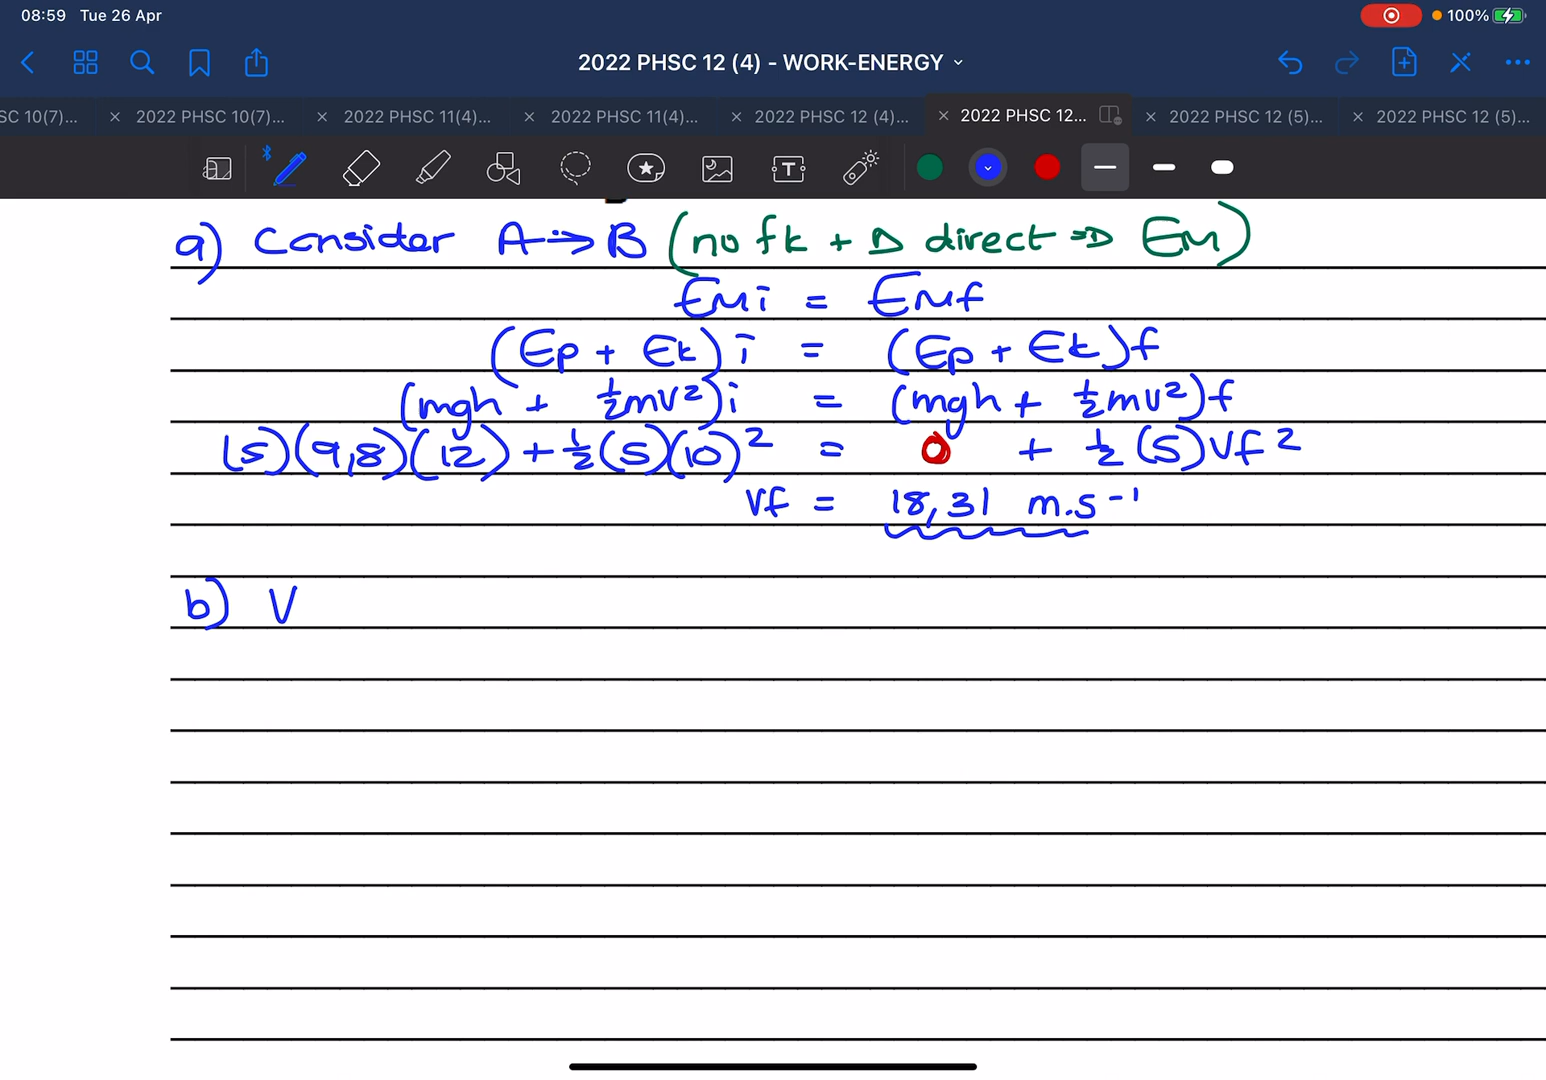 08:59 Tue 26 Apr
100%
2022 PHSC 12 (4) - WORK-ENERGY
SC 10(7)... × 2022 PHSC 10(7)... × 2022 PHSC 11(4)... × 2022 PHSC 11(4)... × 2022 PHSC 12 (4)... × 2022 PHSC 12... × 2022 PHSC 12 (5)... × 2022 PHSC 12 (5)...
a) Consider A→B (no fk + Δ direct ⇒ EM)
EMi = EMf
(Ep + Ek)i = (Ep + Ek)f
(mgh + ½mv²)i = (mgh + ½mv²)f
(5)(9,8)(12) + ½(5)(10)² = 0 + ½(5)Vf²
Vf = 18,31 m.s⁻¹
b) V